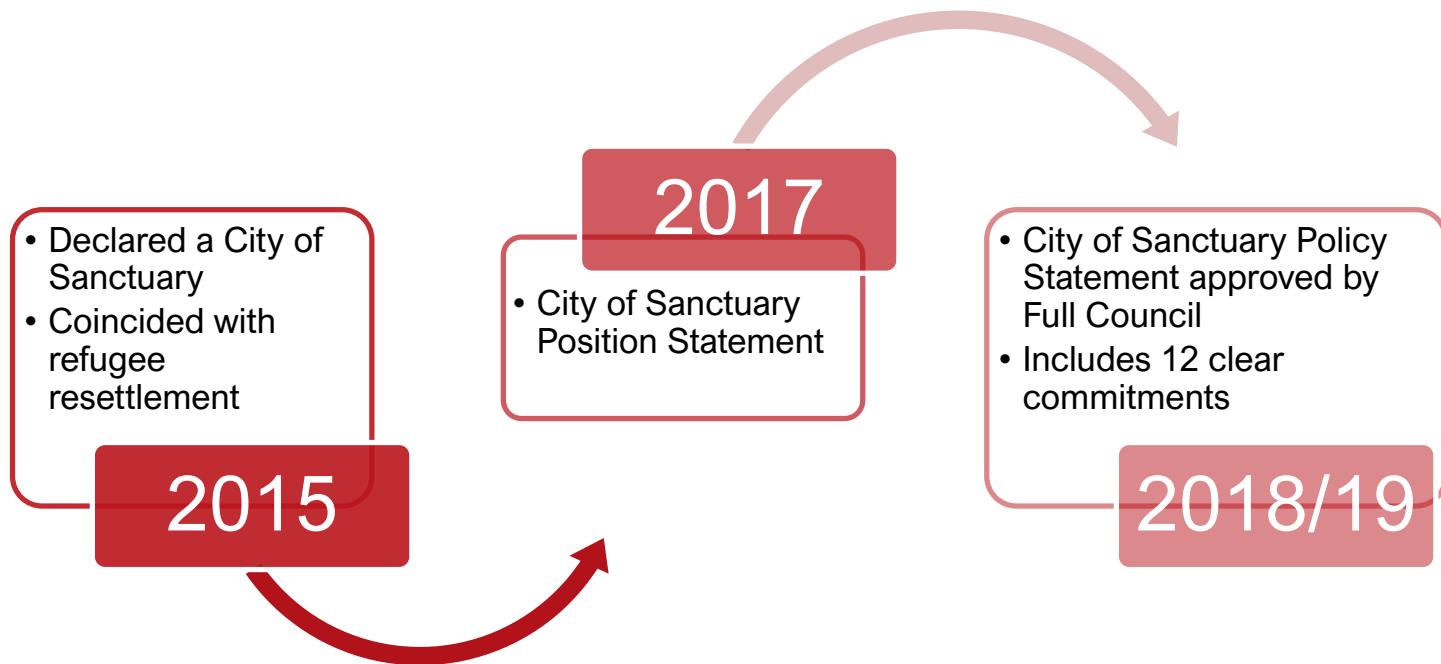 • Declared a City of
Sanctuary
• Coincided with
refugee
resettlement
2015
2017
• City of Sanctuary
Position Statement
• City of Sanctuary Policy
Statement approved by
Full Council
• Includes 12 clear
commitments
2018/19